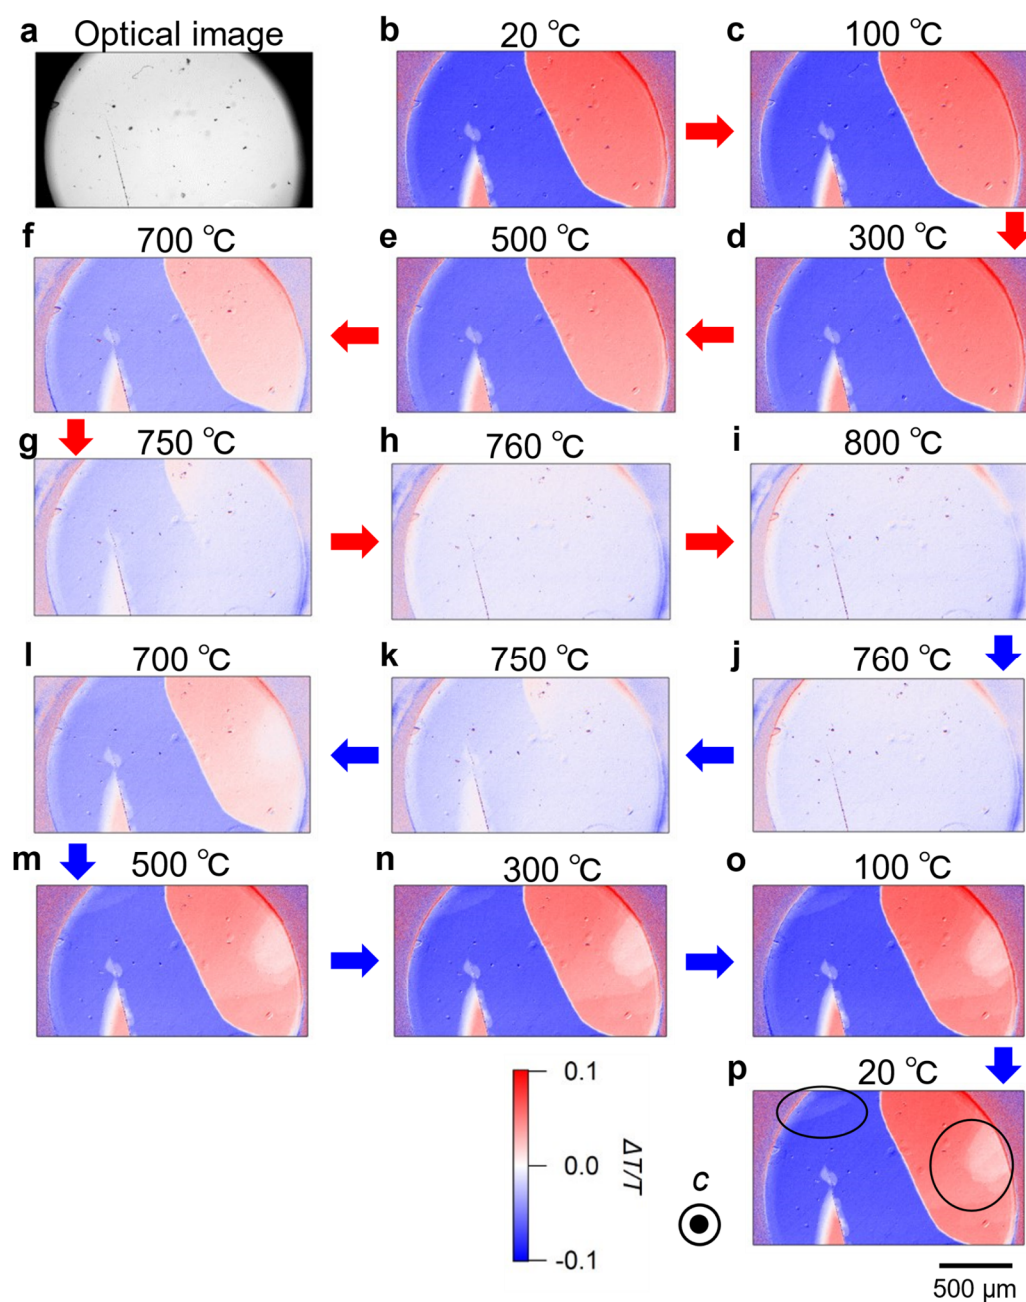 a Optical image
b 20 ℃
c 100 ℃
f 700 ℃
e 500 ℃
d 300 ℃
g 750 ℃
h 760 ℃
i 800 ℃
l 700 ℃
k 750 ℃
j 760 ℃
m 500 ℃
n 300 ℃
o 100 ℃
p 20 ℃
0.1
0.0
-0.1
ΔT/T
c
500 μm